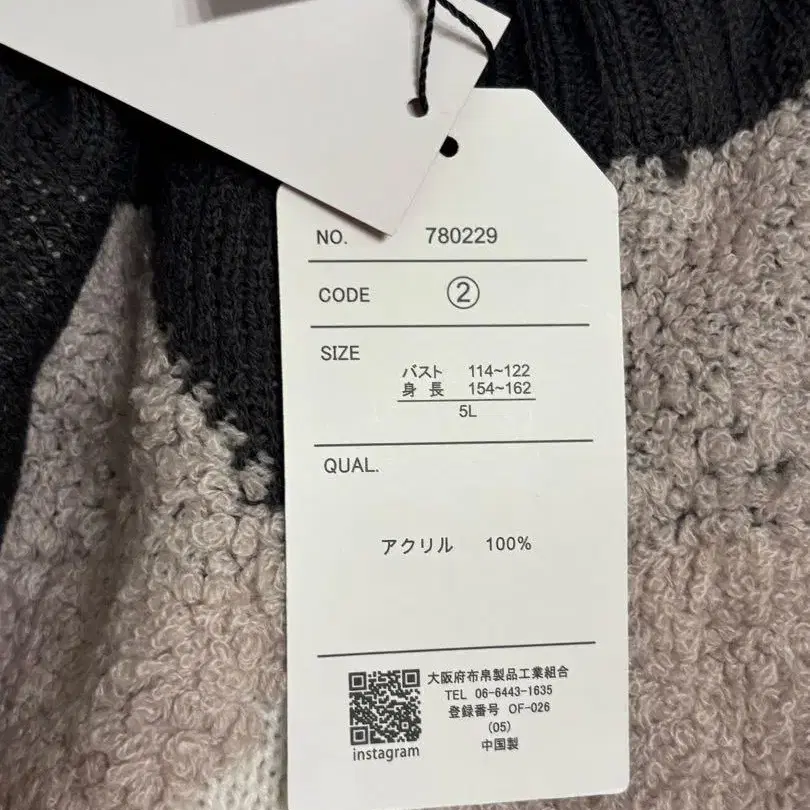 NO. 780229
CODE ②
SIZE
バスト 114~122
身 長 154~162
5L
QUAL.
アクリル 100%
大阪府布帛製品工業組合
TEL 06-6443-1635
登録番号 OF-026
(05)
中国製
instagram